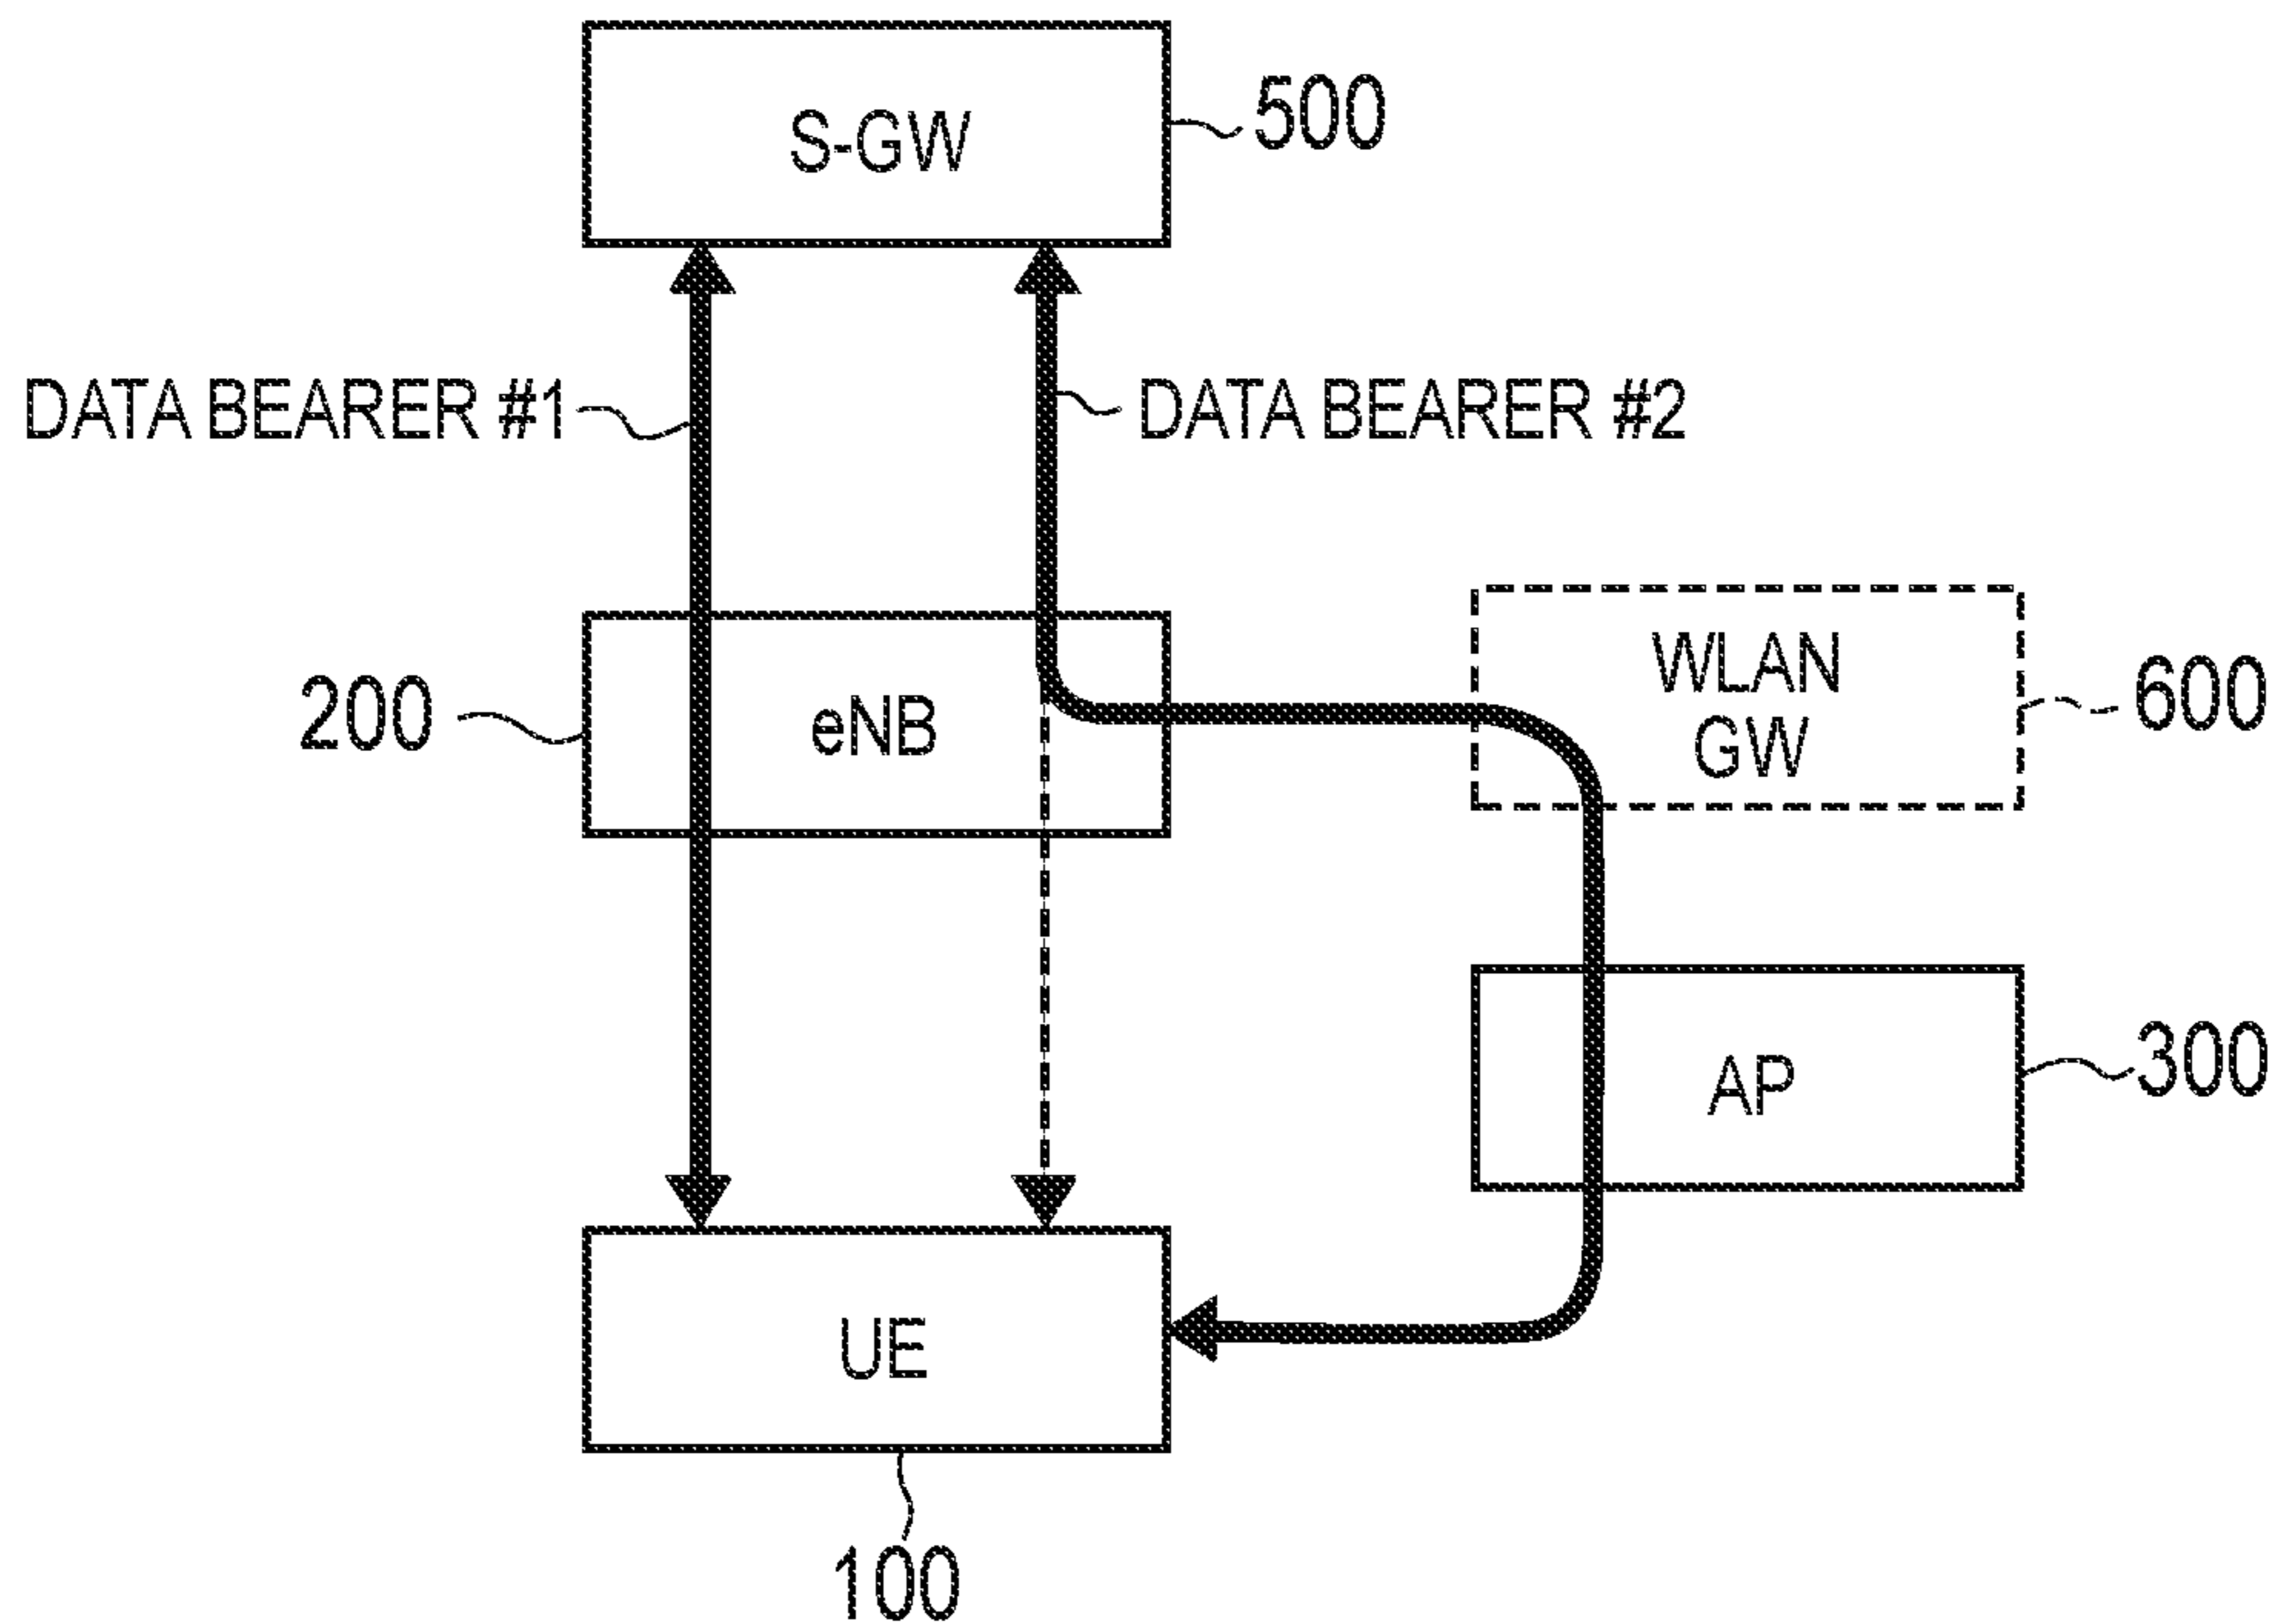 S-GW
500
DATA BEARER #1
DATA BEARER #2
200
eNB
WLAN
GW
600
AP
300
UE
100